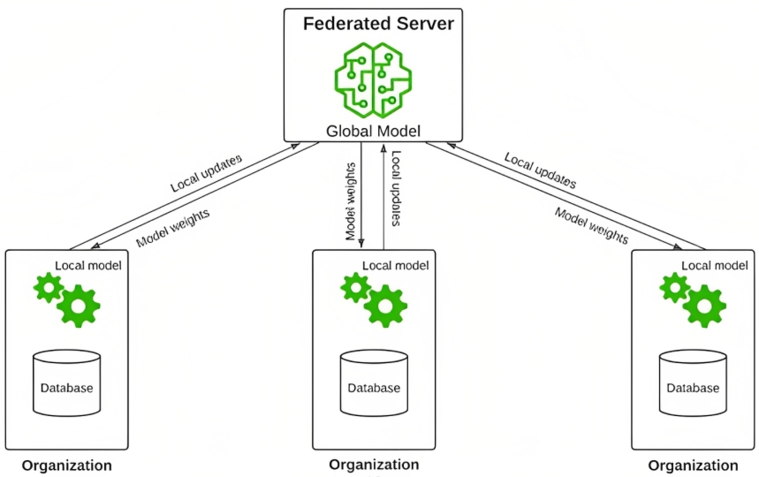 Federated Server
Global Model
Local updates
Model weights
Model weights
Local updates
Local updates
Model weights
Local model
Database
Organization
Local model
Database
Organization
Local model
Database
Organization